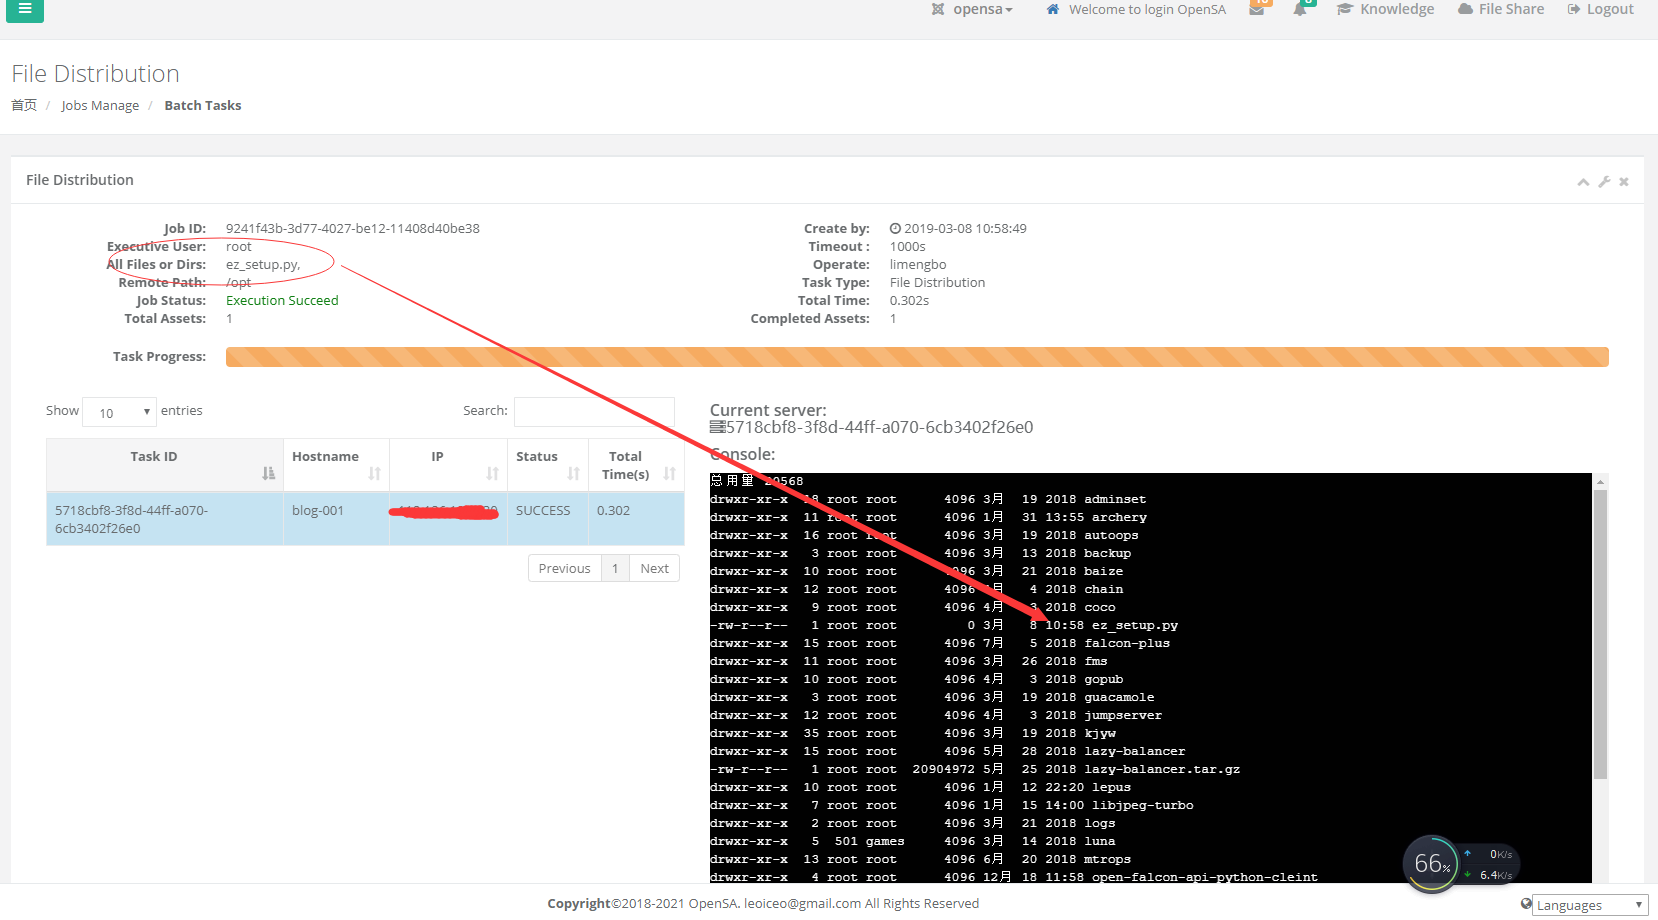 opensa
Welcome to login OpenSA
Knowledge
File Share
Logout
File Distribution
首页 / Jobs Manage / Batch Tasks
File Distribution
Job ID: 9241f43b-3d77-4027-be12-11408d40be38
Executive User: root
All Files or Dirs: ez_setup.py,
Remote Path: /opt
Job Status: Execution Succeed
Total Assets: 1
Create by: 2019-03-08 10:58:49
Timeout : 1000s
Operate: limengbo
Task Type: File Distribution
Total Time: 0.302s
Completed Assets: 1
Task Progress:
Show 10 entries
Search:
Task ID Hostname IP Status Total Time(s)
5718cbf8-3f8d-44ff-a070-6cb3402f26e0 blog-001 SUCCESS 0.302
Previous 1 Next
Current server:
5718cbf8-3f8d-44ff-a070-6cb3402f26e0
Console:
总用量 20568
drwxr-xr-x 18 root root 4096 3月 19 2018 adminset
drwxr-xr-x 11 root root 4096 1月 31 13:55 archery
drwxr-xr-x 16 root root 4096 3月 19 2018 autoops
drwxr-xr-x 3 root root 4096 3月 13 2018 backup
drwxr-xr-x 10 root root 4096 3月 21 2018 baize
drwxr-xr-x 12 root root 4096 4 2018 chain
drwxr-xr-x 9 root root 4096 4月 3 2018 coco
-rw-r--r-- 1 root root 0 3月 8 10:58 ez_setup.py
drwxr-xr-x 15 root root 4096 7月 5 2018 falcon-plus
drwxr-xr-x 11 root root 4096 3月 26 2018 fms
drwxr-xr-x 10 root root 4096 4月 3 2018 gopub
drwxr-xr-x 3 root root 4096 3月 19 2018 guacamole
drwxr-xr-x 12 root root 4096 4月 3 2018 jumpserver
drwxr-xr-x 35 root root 4096 3月 19 2018 kjyw
drwxr-xr-x 15 root root 4096 5月 28 2018 lazy-balancer
-rw-r--r-- 1 root root 20904972 5月 25 2018 lazy-balancer.tar.gz
drwxr-xr-x 10 root root 4096 1月 12 22:20 lepus
drwxr-xr-x 7 root root 4096 1月 15 14:00 libjpeg-turbo
drwxr-xr-x 2 root root 4096 3月 21 2018 logs
drwxr-xr-x 5 501 games 4096 3月 14 2018 luna
drwxr-xr-x 13 root root 4096 6月 20 2018 mtrops
drwxr-xr-x 4 root root 4096 12月 18 11:58 open-falcon-api-python-cleint
66%
0K/s
6.4K/s
Copyright©2018-2021 OpenSA. leoiceo@gmail.com All Rights Reserved
Languages